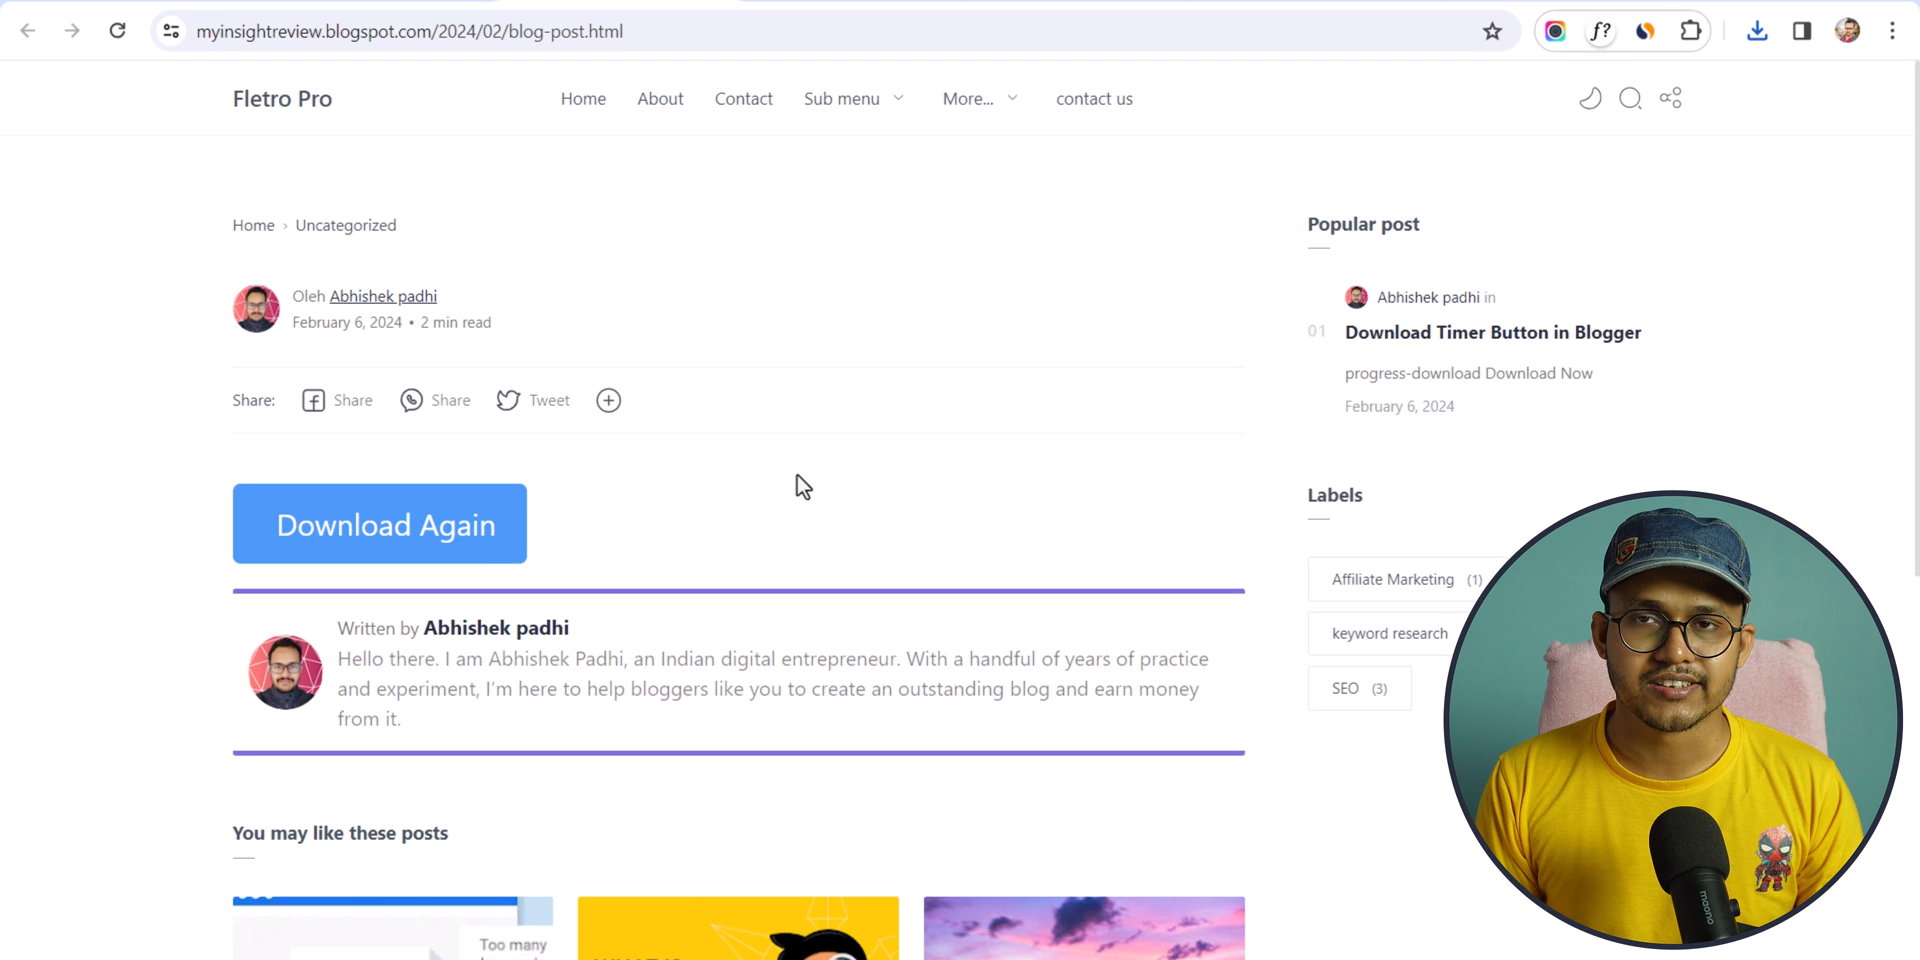 myinsightreview.blogspot.com/2024/02/blog-post.html
f?
Fletro Pro
Home About Contact Sub menu More... contact us
Home › Uncategorized
Oleh Abhishek padhi
February 6, 2024 • 2 min read
Share: Share Share Tweet
Download Again
Written by Abhishek padhi
Hello there. I am Abhishek Padhi, an Indian digital entrepreneur. With a handful of years of practice
and experiment, I'm here to help bloggers like you to create an outstanding blog and earn money
from it.
You may like these posts
Too many
Popular post
Abhishek padhi in
01 Download Timer Button in Blogger
progress-download Download Now
February 6, 2024
Labels
Affiliate Marketing (1)
keyword research
SEO (3)
maono